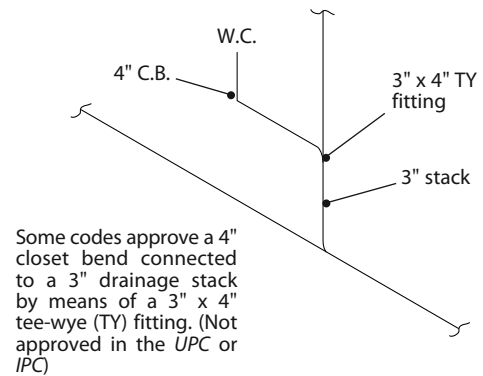 W.C.
4" C.B.
3" x 4" TY
fitting
3" stack
Some codes approve a 4"
closet bend connected
to a 3" drainage stack
by means of a 3" x 4"
tee-wye (TY) fitting. (Not
approved in the UPC or
IPC)